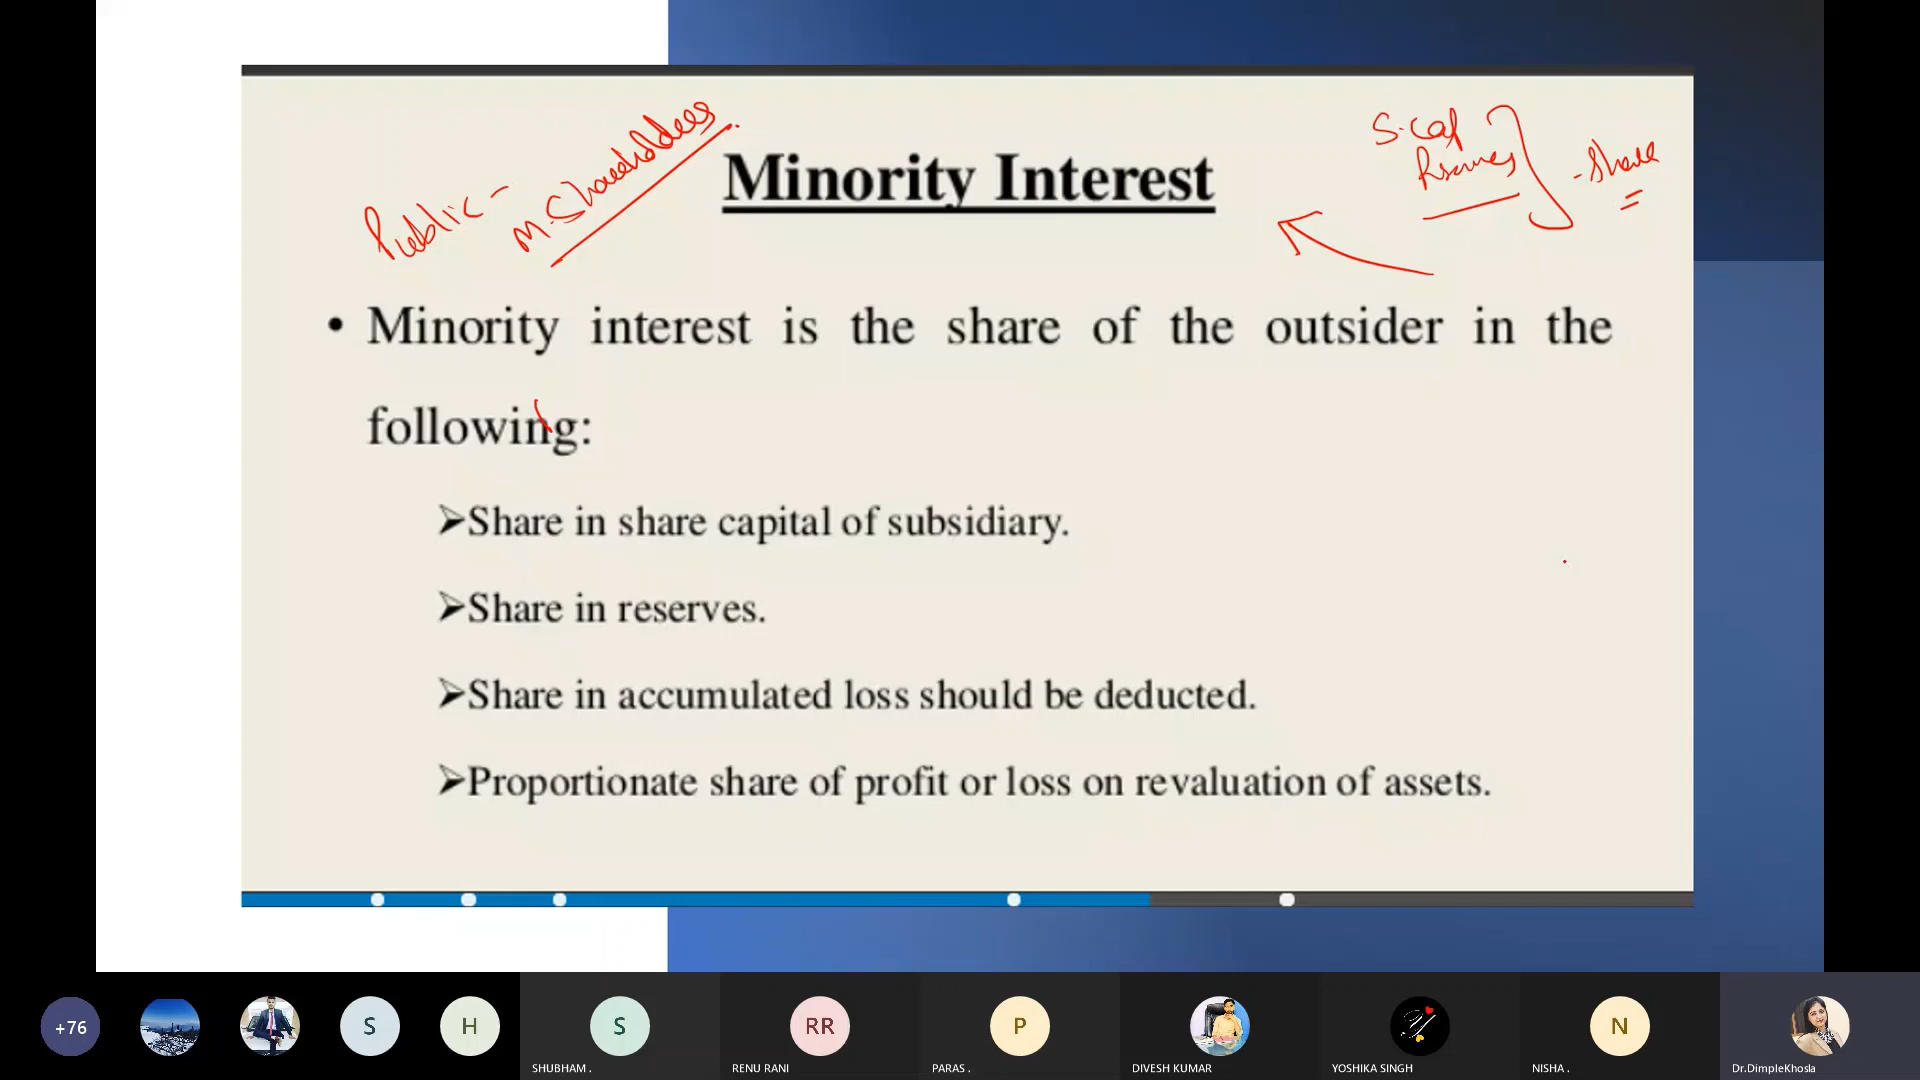 Public -
M. Shareholders.
Minority Interest
S. Cap
Reserves
- Share
• Minority interest is the share of the outsider in the
following:
➤Share in share capital of subsidiary.
➤Share in reserves.
➤Share in accumulated loss should be deducted.
➤Proportionate share of profit or loss on revaluation of assets.
+76
S
H
S
RR
P
N
SHUBHAM .
RENU RANI
PARAS .
DIVESH KUMAR
YOSHIKA SINGH
NISHA .
Dr.DimpleKhosla